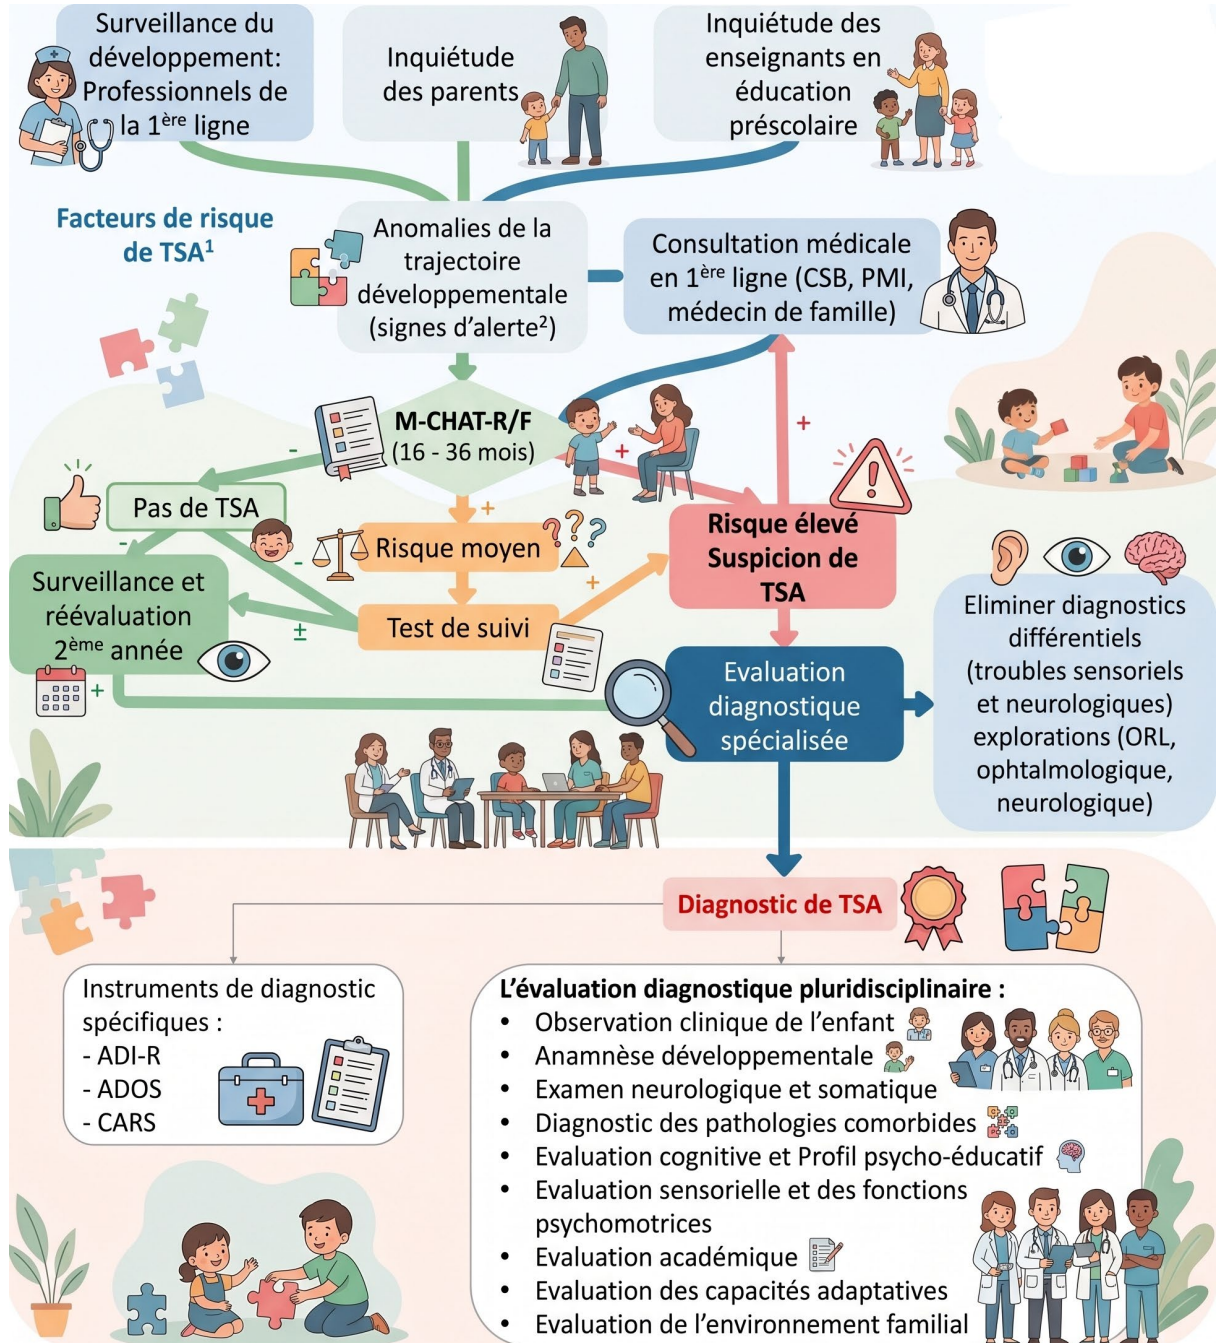 Surveillance du
développement:
Professionnels de
la 1ère ligne
Inquiétude
des parents
Inquiétude des
enseignants en
éducation
préscolaire
Facteurs de risque
de TSA¹
Anomalies de la
trajectoire
développementale
(signes d’alerte²)
Consultation médicale
en 1ère ligne (CSB, PMI,
médecin de famille)
M-CHAT-R/F
(16 - 36 mois)
-
+
+
Pas de TSA
-
+
Risque moyen
???
-
+
Risque élevé
Suspicion de
TSA
Surveillance et
réévaluation
2ème année
±
Test de suivi
+
Evaluation
diagnostique
spécialisée
Eliminer diagnostics
différentiels
(troubles sensoriels
et neurologiques)
explorations (ORL,
ophtalmologique,
neurologique)
Diagnostic de TSA
Instruments de diagnostic
spécifiques :
- ADI-R
- ADOS
- CARS
L’évaluation diagnostique pluridisciplinaire :
• Observation clinique de l’enfant
• Anamnèse développementale
• Examen neurologique et somatique
• Diagnostic des pathologies comorbides
• Evaluation cognitive et Profil psycho-éducatif
• Evaluation sensorielle et des fonctions
psychomotrices
• Evaluation académique
• Evaluation des capacités adaptatives
• Evaluation de l’environnement familial